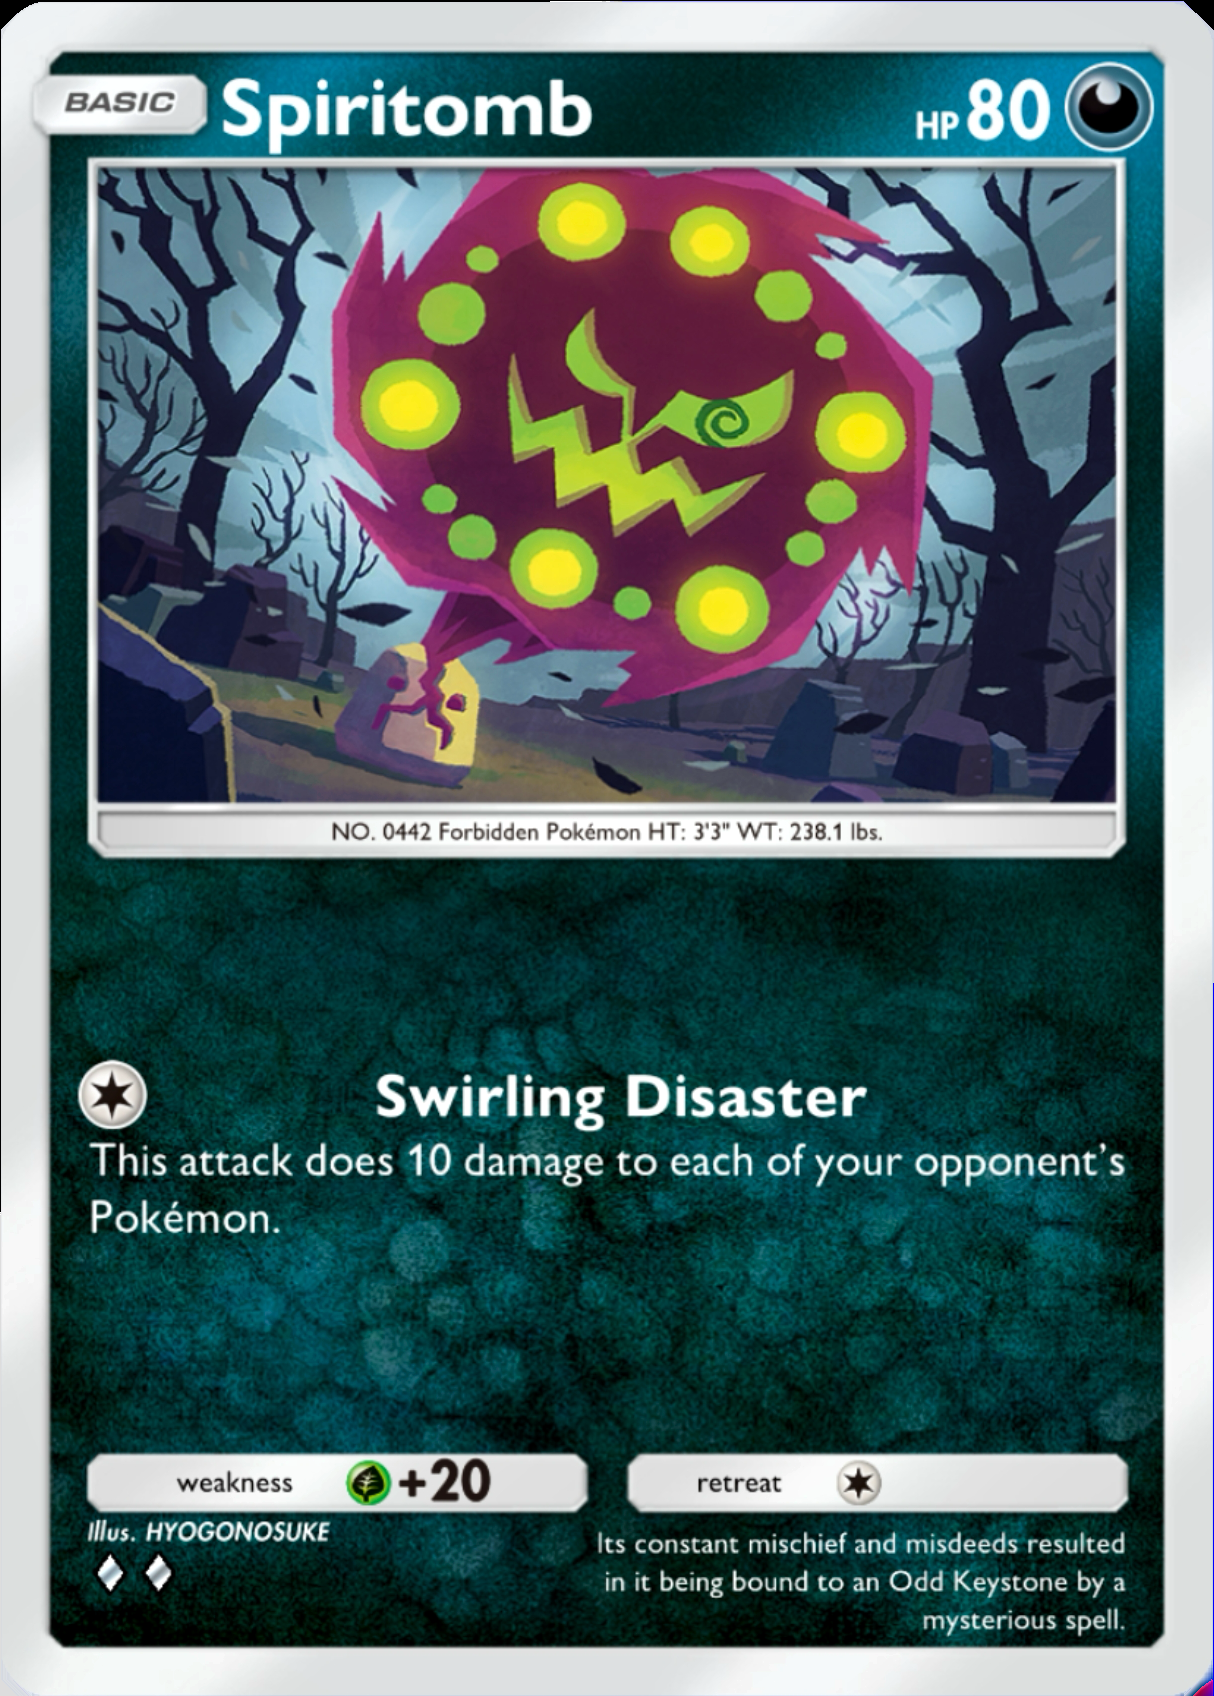 BASIC Spiritomb HP 80
NO. 0442 Forbidden Pokémon HT: 3'3" WT: 238.1 lbs.
Swirling Disaster
This attack does 10 damage to each of your opponent's
Pokémon.
weakness +20 retreat
Illus. HYOGONOSUKE
Its constant mischief and misdeeds resulted
in it being bound to an Odd Keystone by a
mysterious spell.